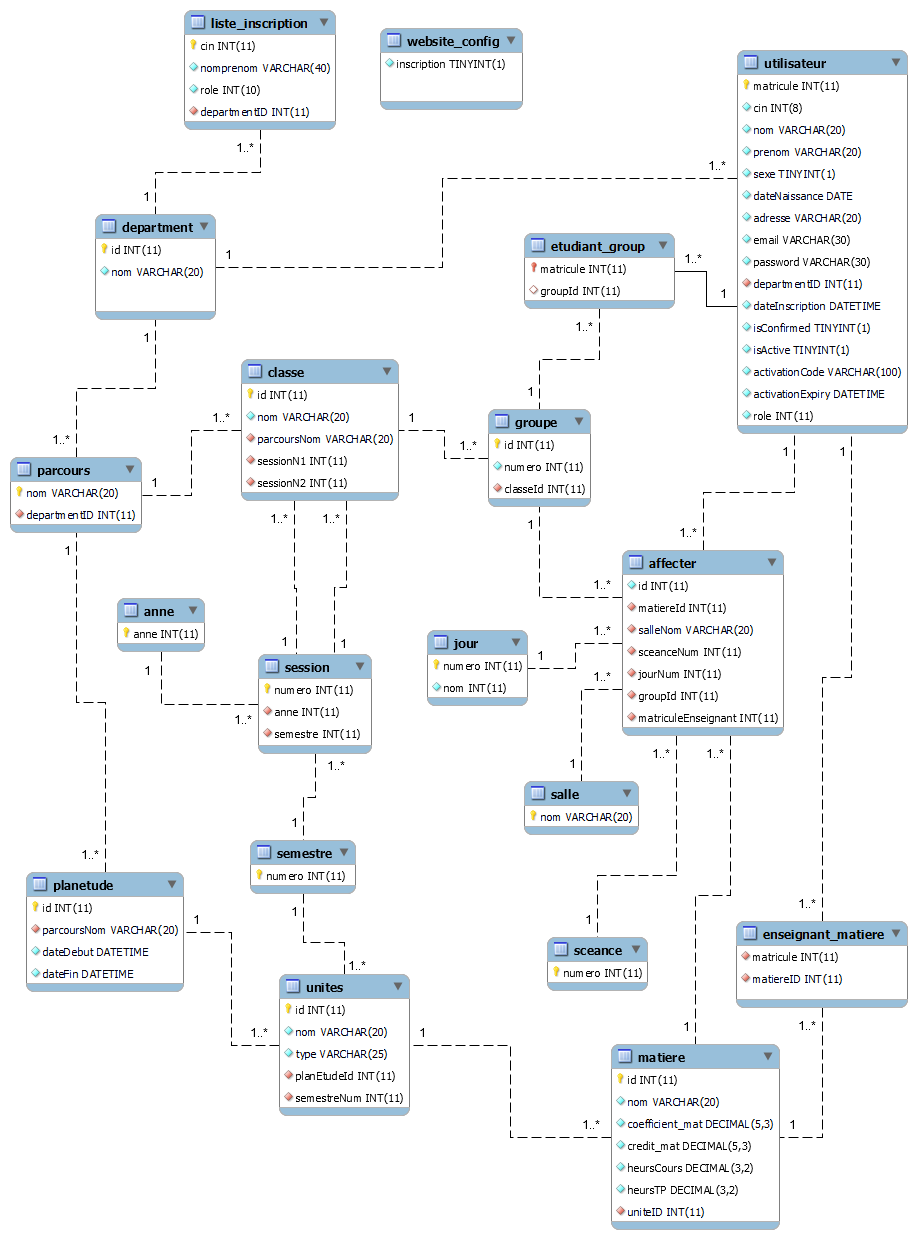 liste_inscription
cin INT(11)
nomprenom VARCHAR(40)
role INT(10)
departmentID INT(11)
website_config
inscription TINYINT(1)
utilisateur
matricule INT(11)
cin INT(8)
nom VARCHAR(20)
prenom VARCHAR(20)
sexe TINYINT(1)
dateNaissance DATE
adresse VARCHAR(20)
email VARCHAR(30)
password VARCHAR(30)
departmentID INT(11)
dateInscription DATETIME
isConfirmed TINYINT(1)
isActive TINYINT(1)
activationCode VARCHAR(100)
activationExpiry DATETIME
role INT(11)
1..*
1
1..*
1
department
id INT(11)
nom VARCHAR(20)
etudiant_group
matricule INT(11)
groupId INT(11)
1..*
1
1..*
1
1
1..*
classe
id INT(11)
nom VARCHAR(20)
parcoursNom VARCHAR(20)
sessionN1 INT(11)
sessionN2 INT(11)
1..*
1
1
1..*
groupe
id INT(11)
numero INT(11)
classeId INT(11)
parcours
nom VARCHAR(20)
departmentID INT(11)
1
1..*
1..*
1
1
1..*
1
1
1..*
affecter
id INT(11)
matiereId INT(11)
salleNom VARCHAR(20)
sceanceNum INT(11)
jourNum INT(11)
groupId INT(11)
matriculeEnseignant INT(11)
anne
anne INT(11)
1
1..*
1
1
session
numero INT(11)
anne INT(11)
semestre INT(11)
jour
numero INT(11)
nom INT(11)
1
1..*
1..*
1
salle
nom VARCHAR(20)
1..*
1..*
1..*
1
semestre
numero INT(11)
1
1..*
1..*
planetude
id INT(11)
parcoursNom VARCHAR(20)
dateDebut DATETIME
dateFin DATETIME
1
1..*
unites
id INT(11)
nom VARCHAR(20)
type VARCHAR(25)
planEtudeId INT(11)
semestreNum INT(11)
1
1..*
1
sceance
numero INT(11)
1..*
enseignant_matiere
matricule INT(11)
matiereID INT(11)
1..*
1
1
matiere
id INT(11)
nom VARCHAR(20)
coefficient_mat DECIMAL(5,3)
credit_mat DECIMAL(5,3)
heursCours DECIMAL(3,2)
heursTP DECIMAL(3,2)
uniteID INT(11)